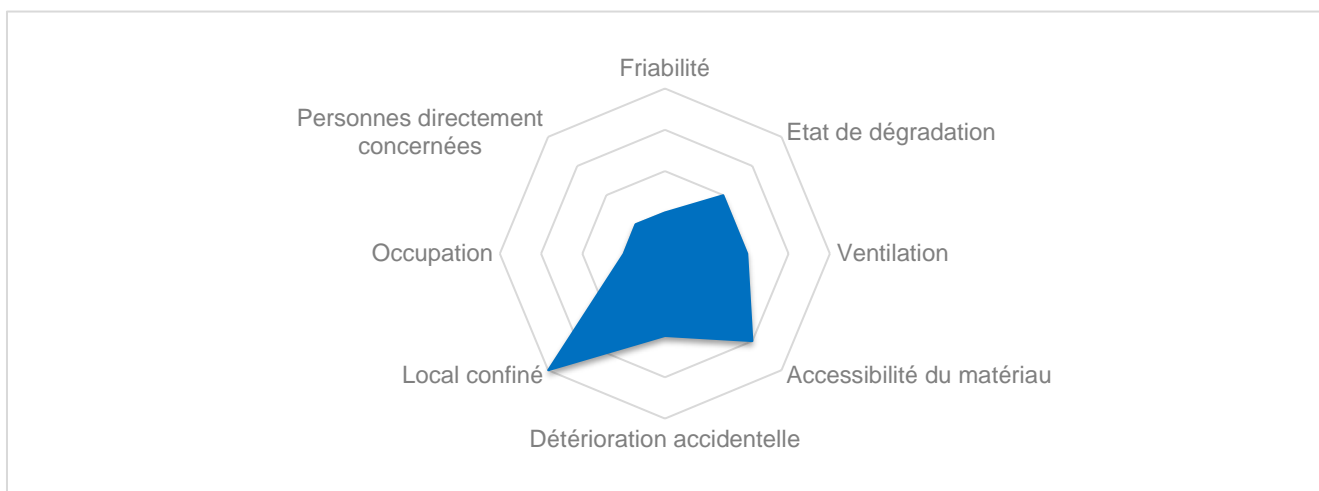 Friabilité
Personnes directement
concernées
Etat de dégradation
Occupation
Ventilation
Local confiné
Accessibilité du matériau
Détérioration accidentelle